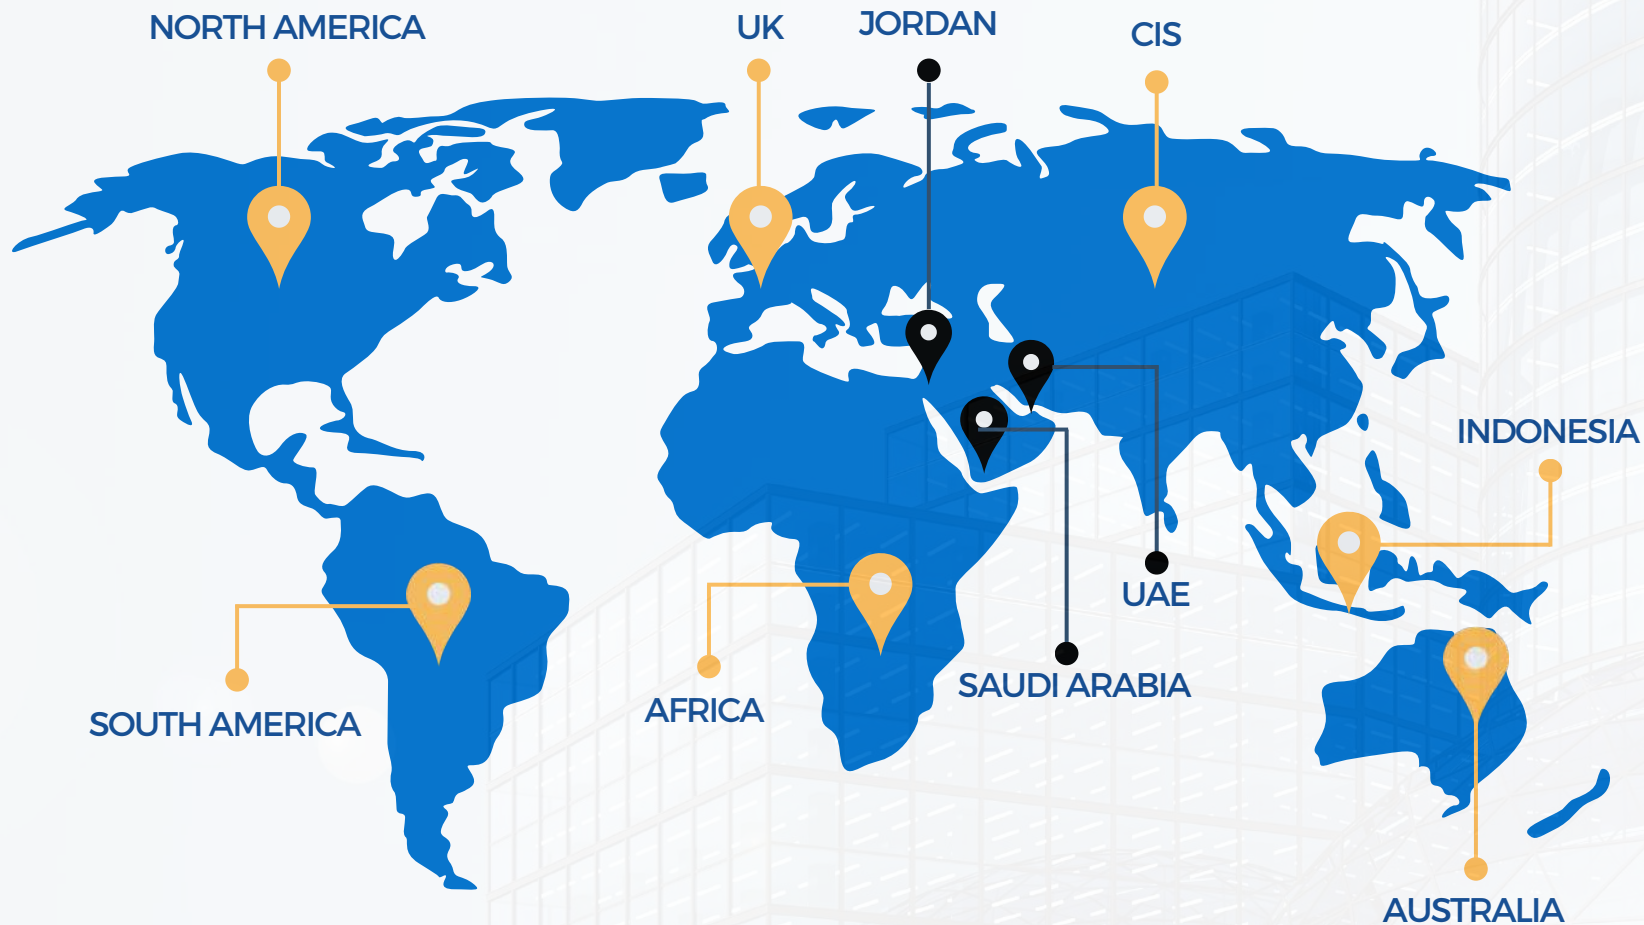 NORTH AMERICA
UK
JORDAN
CIS
INDONESIA
UAE
SAUDI ARABIA
AFRICA
SOUTH AMERICA
AUSTRALIA